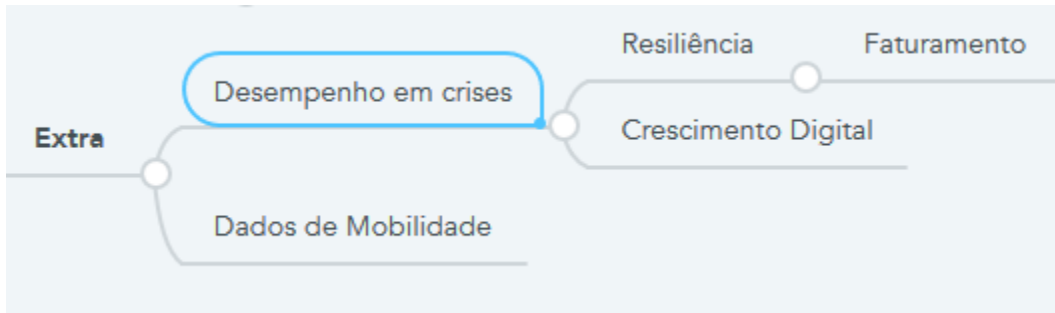 Resiliência
Faturamento
Desempenho em crises
Crescimento Digital
Extra
Dados de Mobilidade